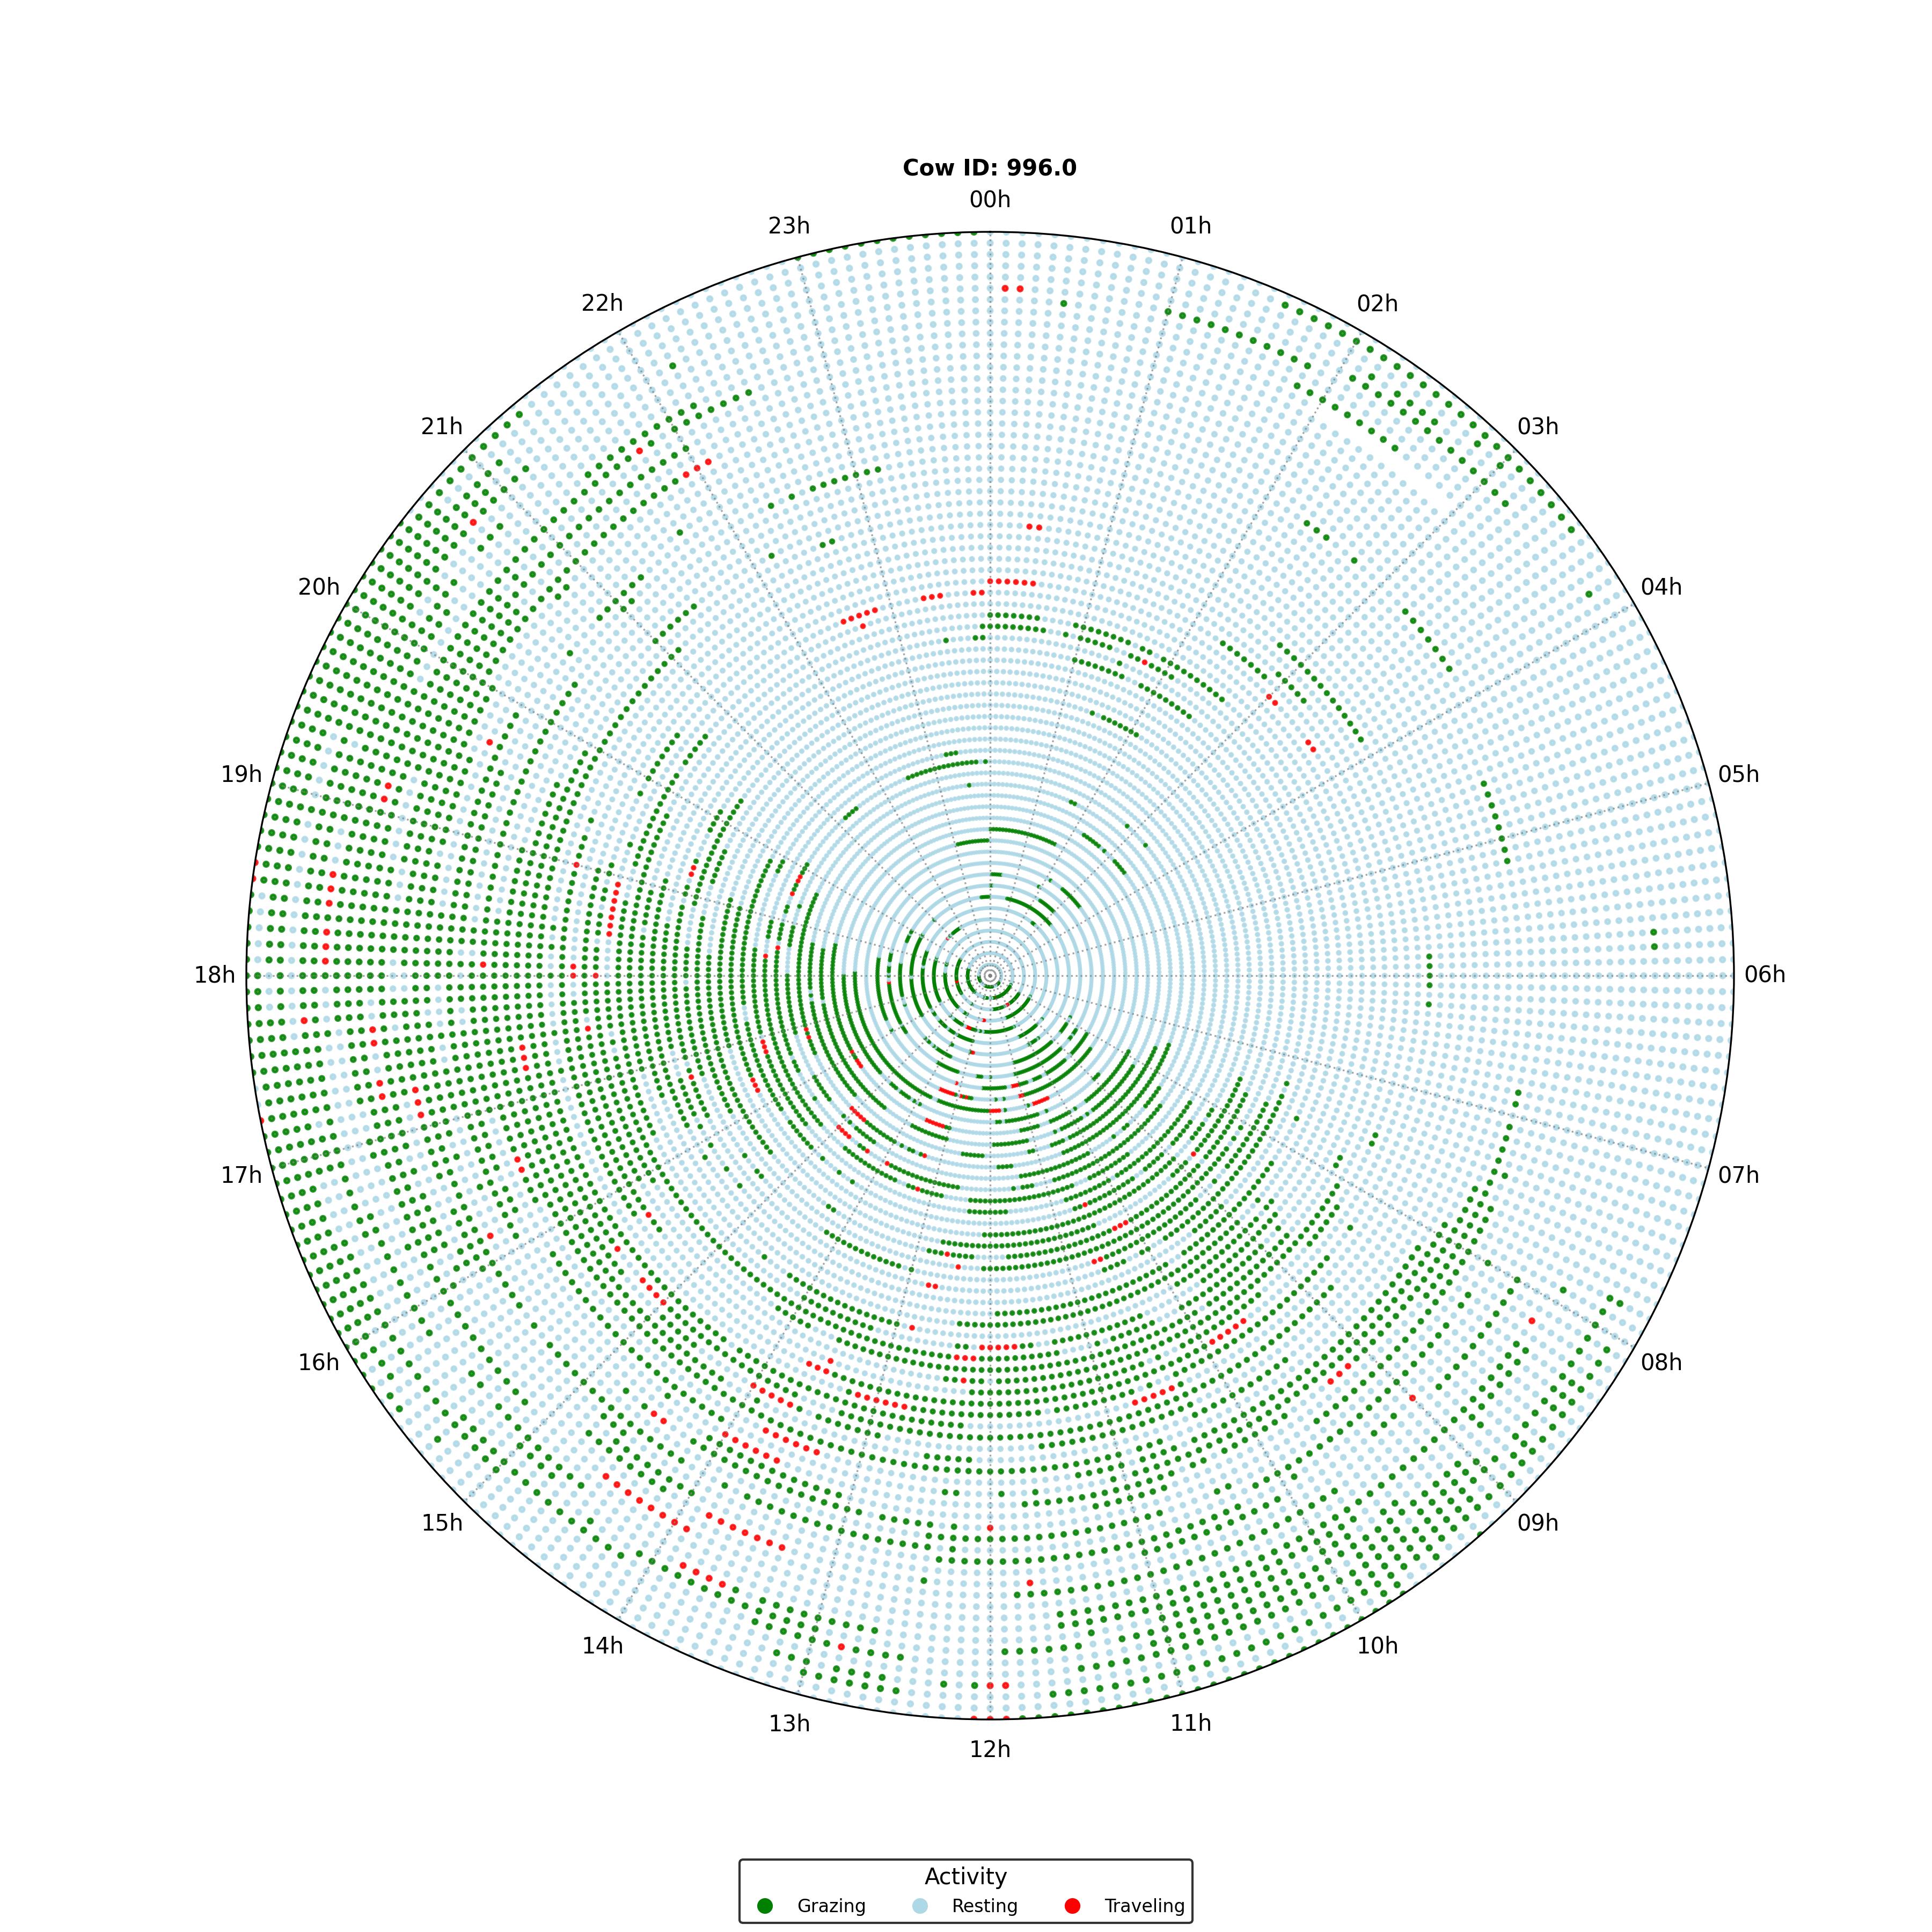 Cow ID: 996.0
00h
23h
01h
22h
02h
21h
03h
20h
04h
19h
05h
18h
06h
17h
07h
16h
08h
15h
09h
14h
10h
13h
11h
12h
Activity
Grazing Resting Traveling